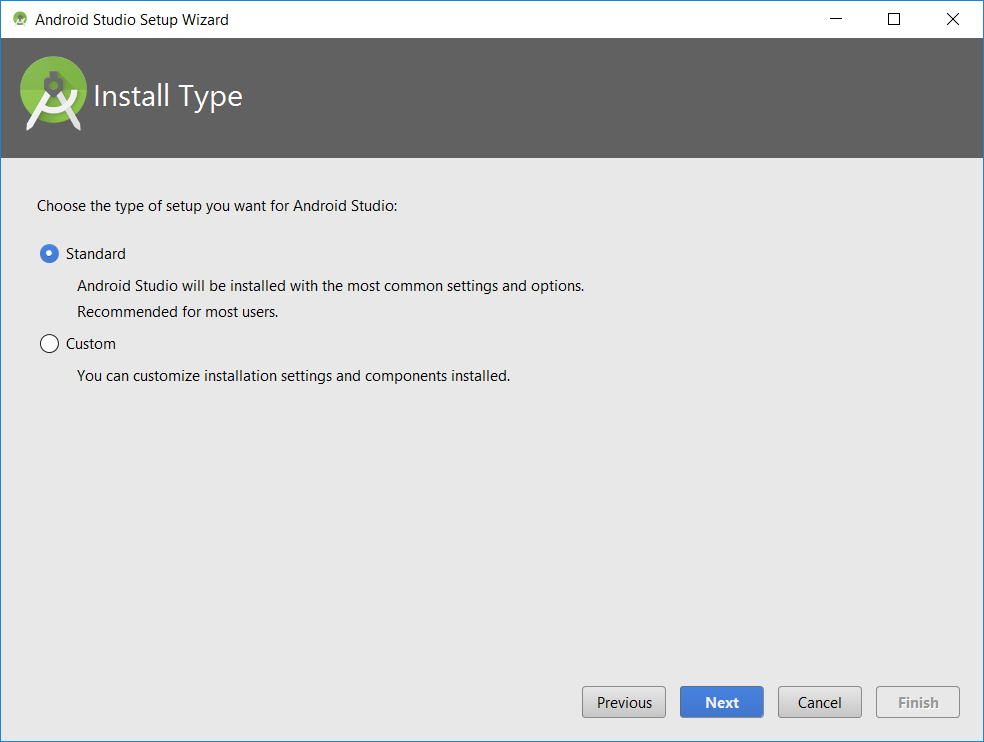 Android Studio Setup Wizard
Install Type
Choose the type of setup you want for Android Studio:
Standard
Android Studio will be installed with the most common settings and options.
Recommended for most users.
Custom
You can customize installation settings and components installed.
Previous Next Cancel Finish